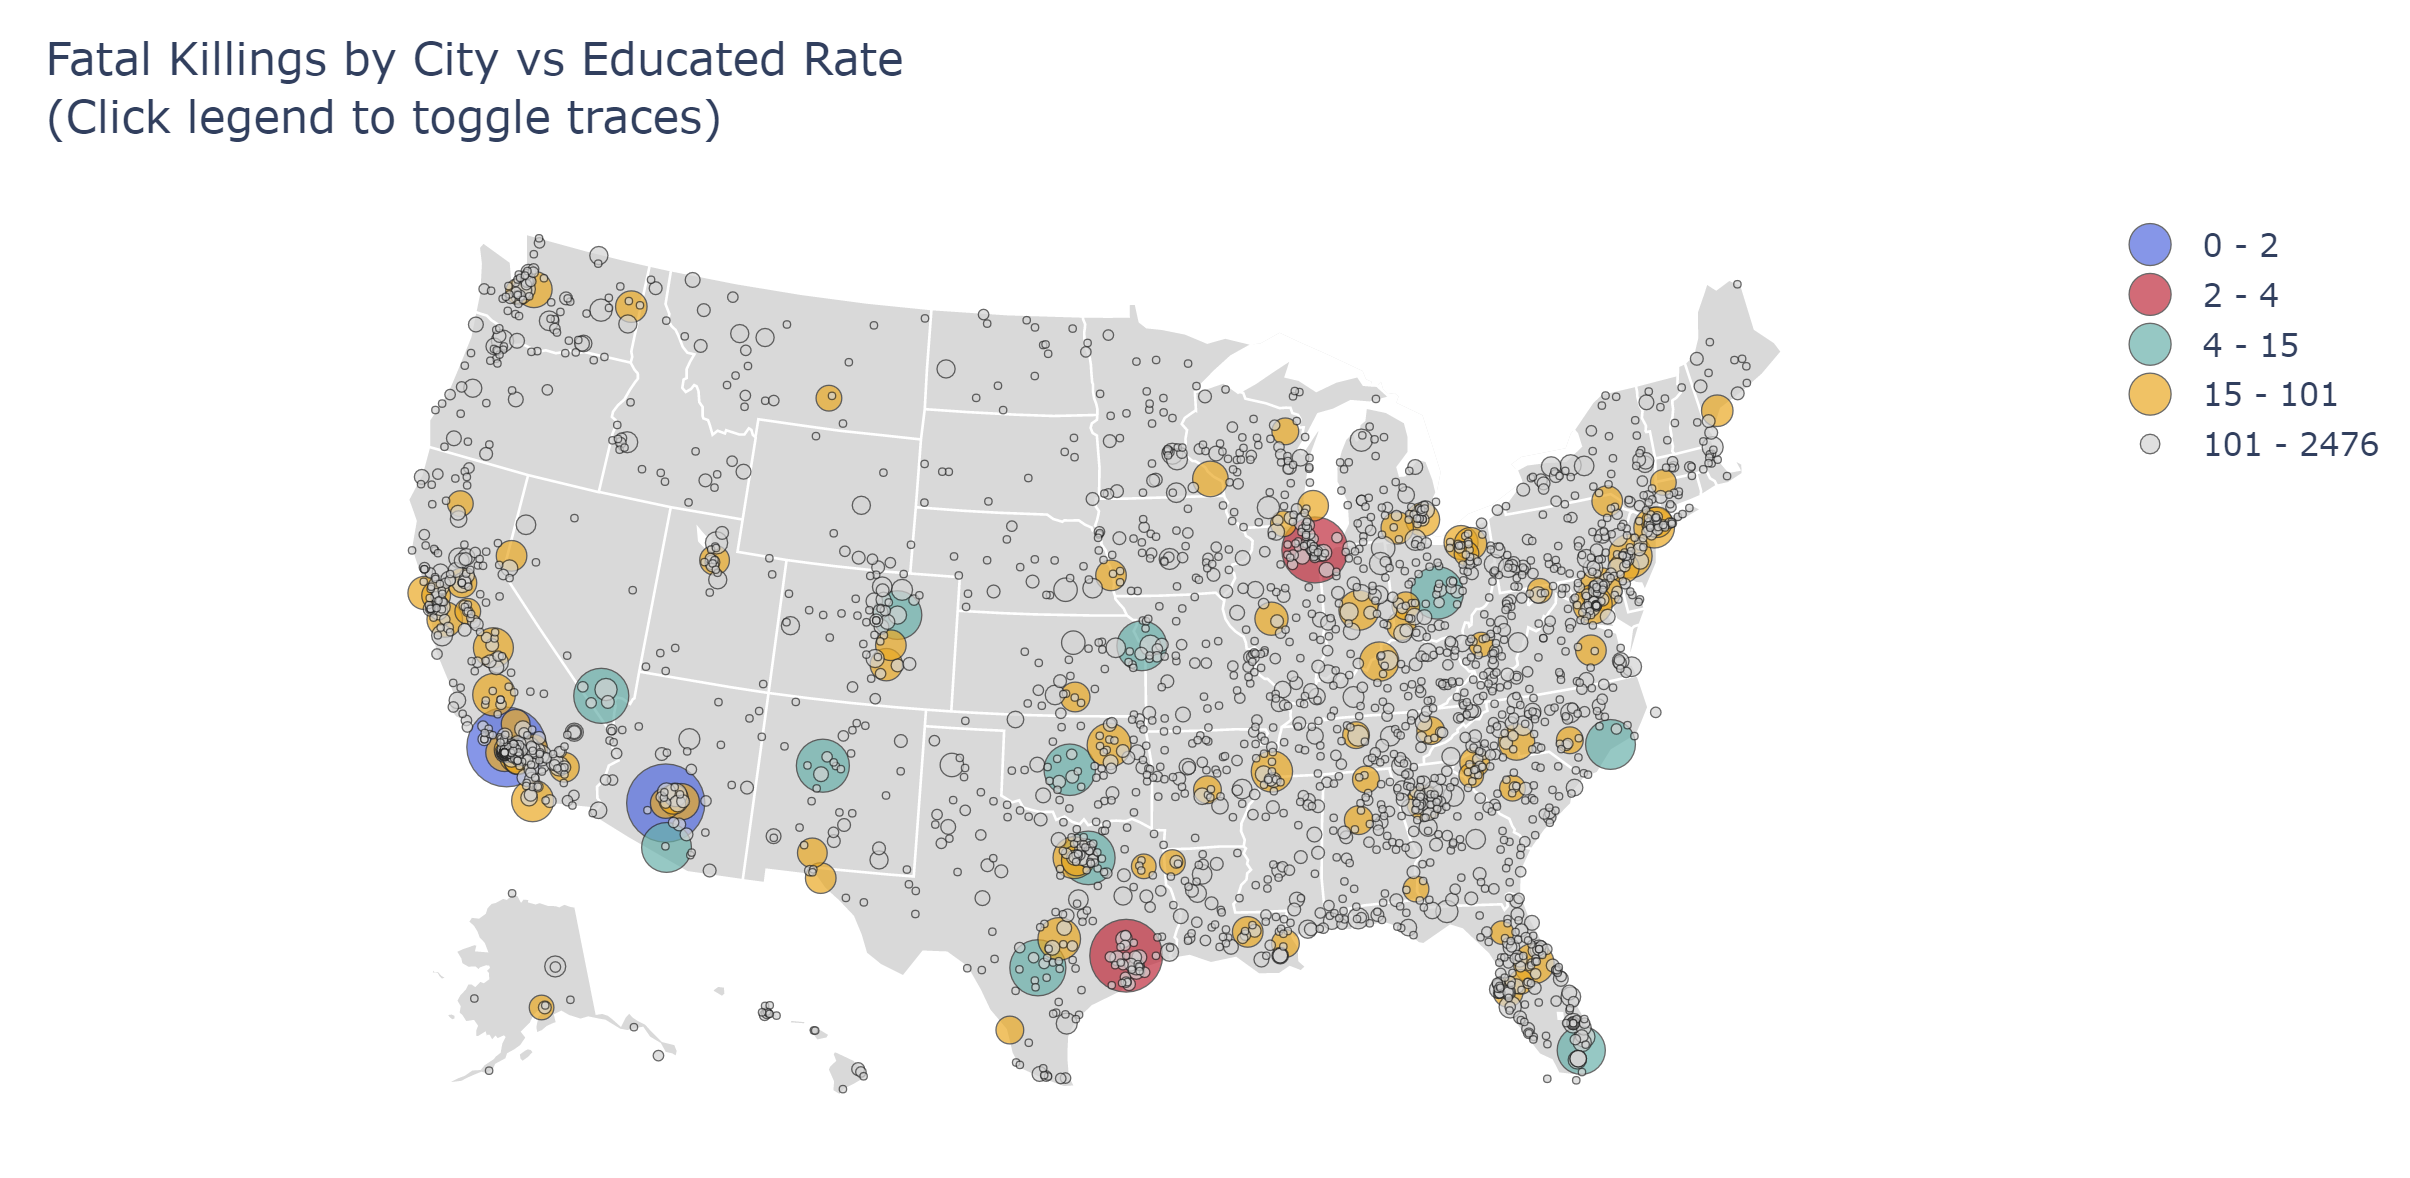 Fatal Killings by City vs Educated Rate
(Click legend to toggle traces)
0 - 2
2 - 4
4 - 15
15 - 101
101 - 2476